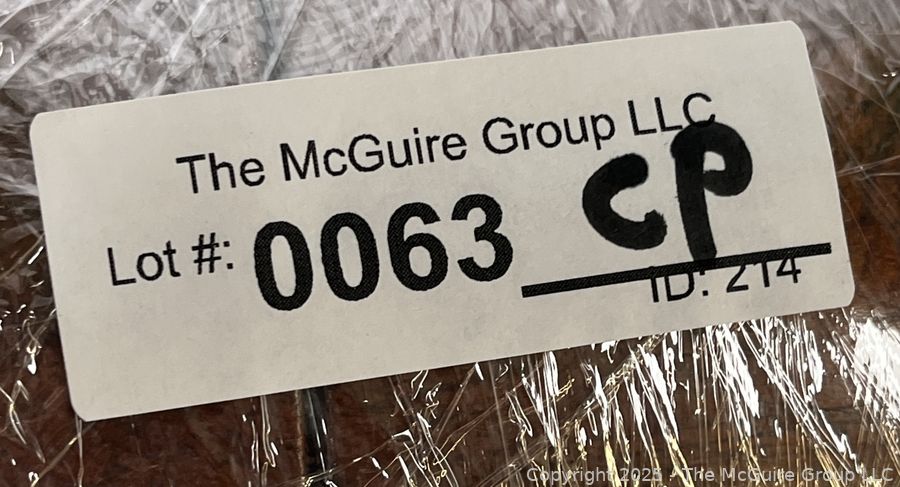 The McGuire Group LLC
CP
Lot #: 0063
ID: 214
Copyright 2025 - The McGuire Group LLC